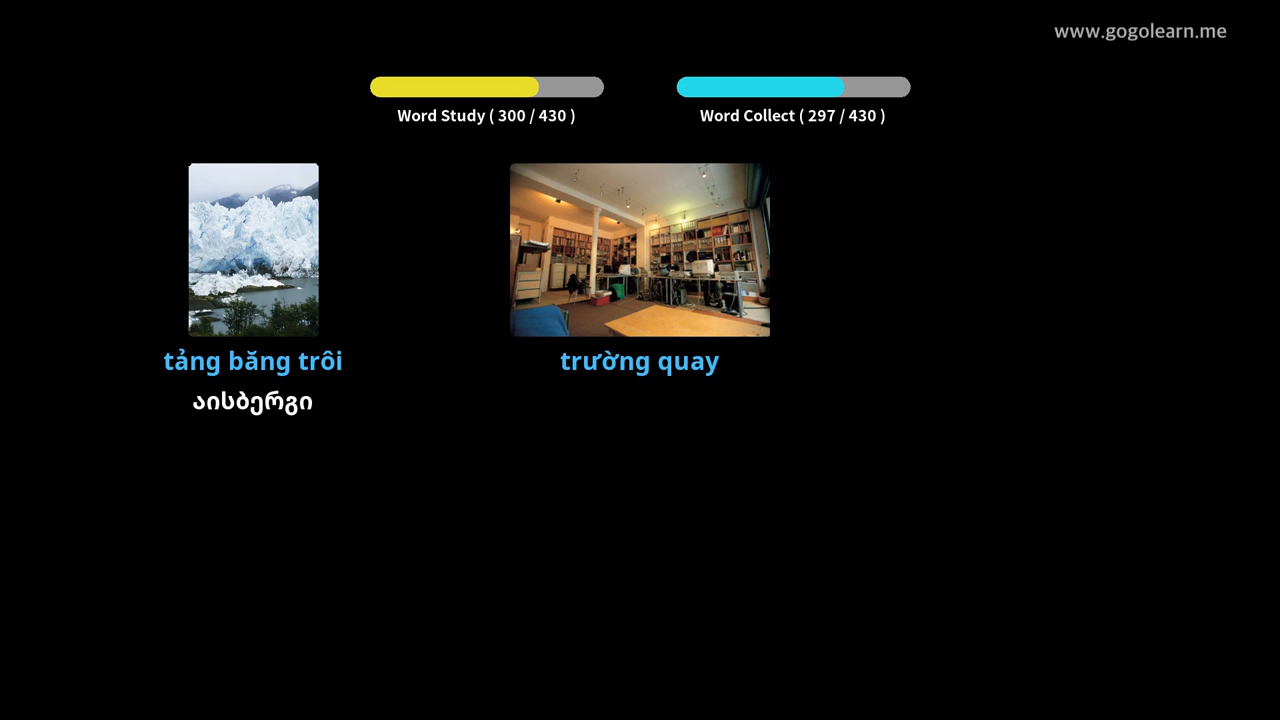 www.gogolearn.me
Word Study ( 300 / 430 )
Word Collect ( 297 / 430 )
tảng băng trôi
აისბერგი
trường quay